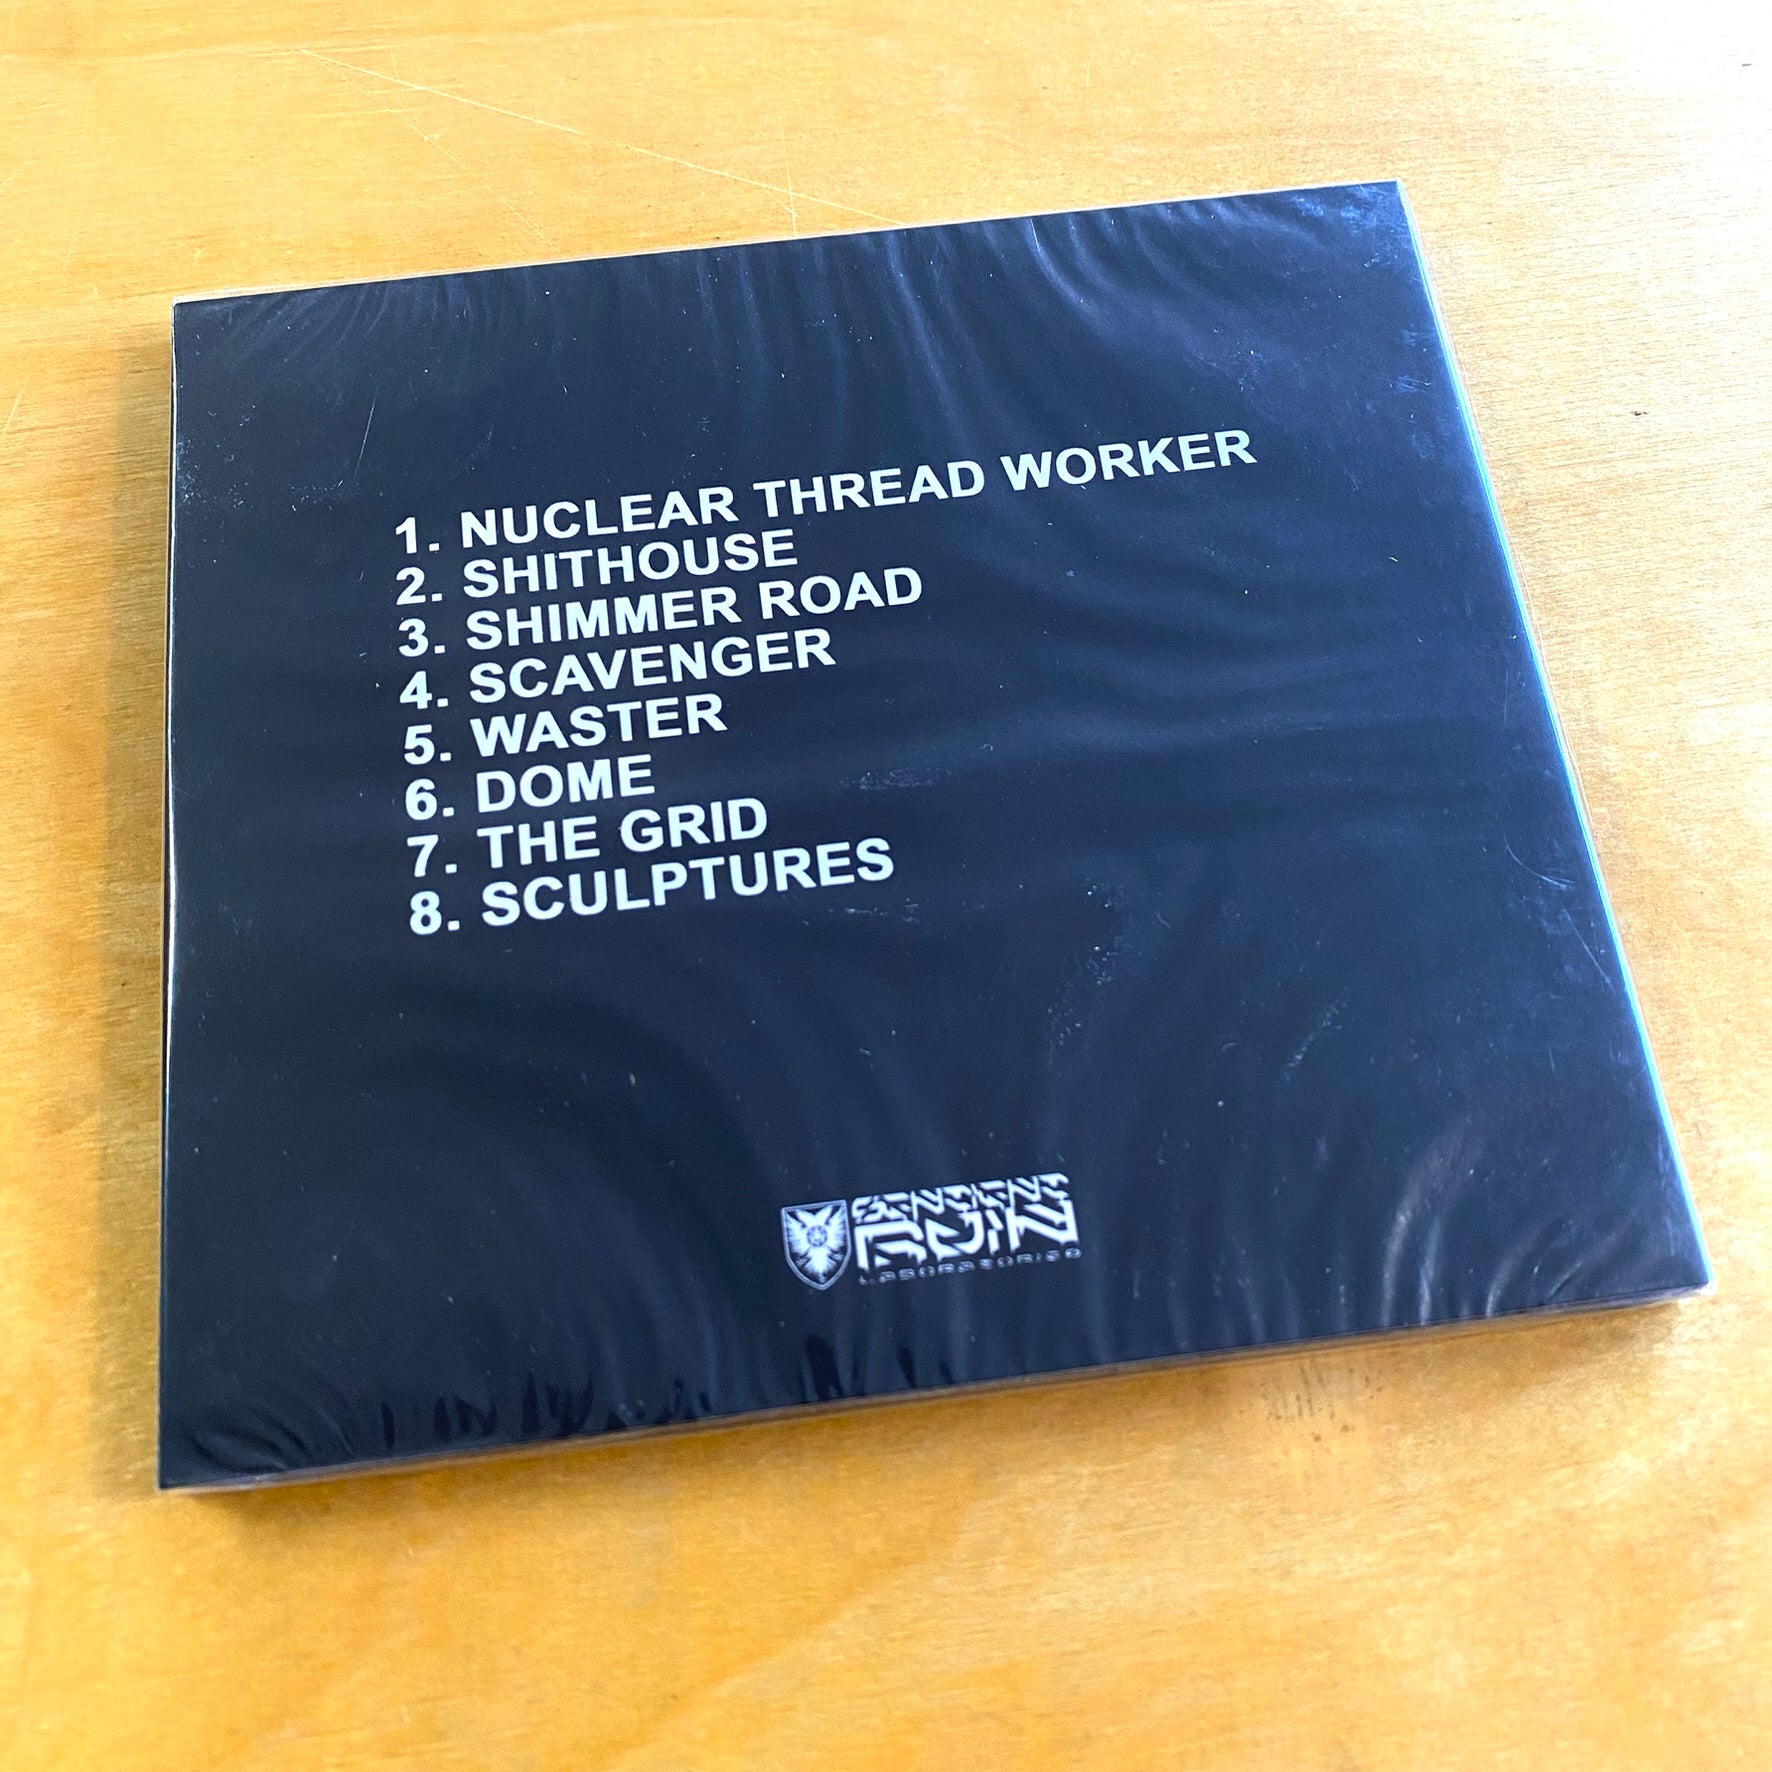 1. NUCLEAR THREAD WORKER
2. SHITHOUSE
3. SHIMMER ROAD
4. SCAVENGER
5. WASTER
6. DOME
7. THE GRID
8. SCULPTURES
RUIN
LABORATORIES